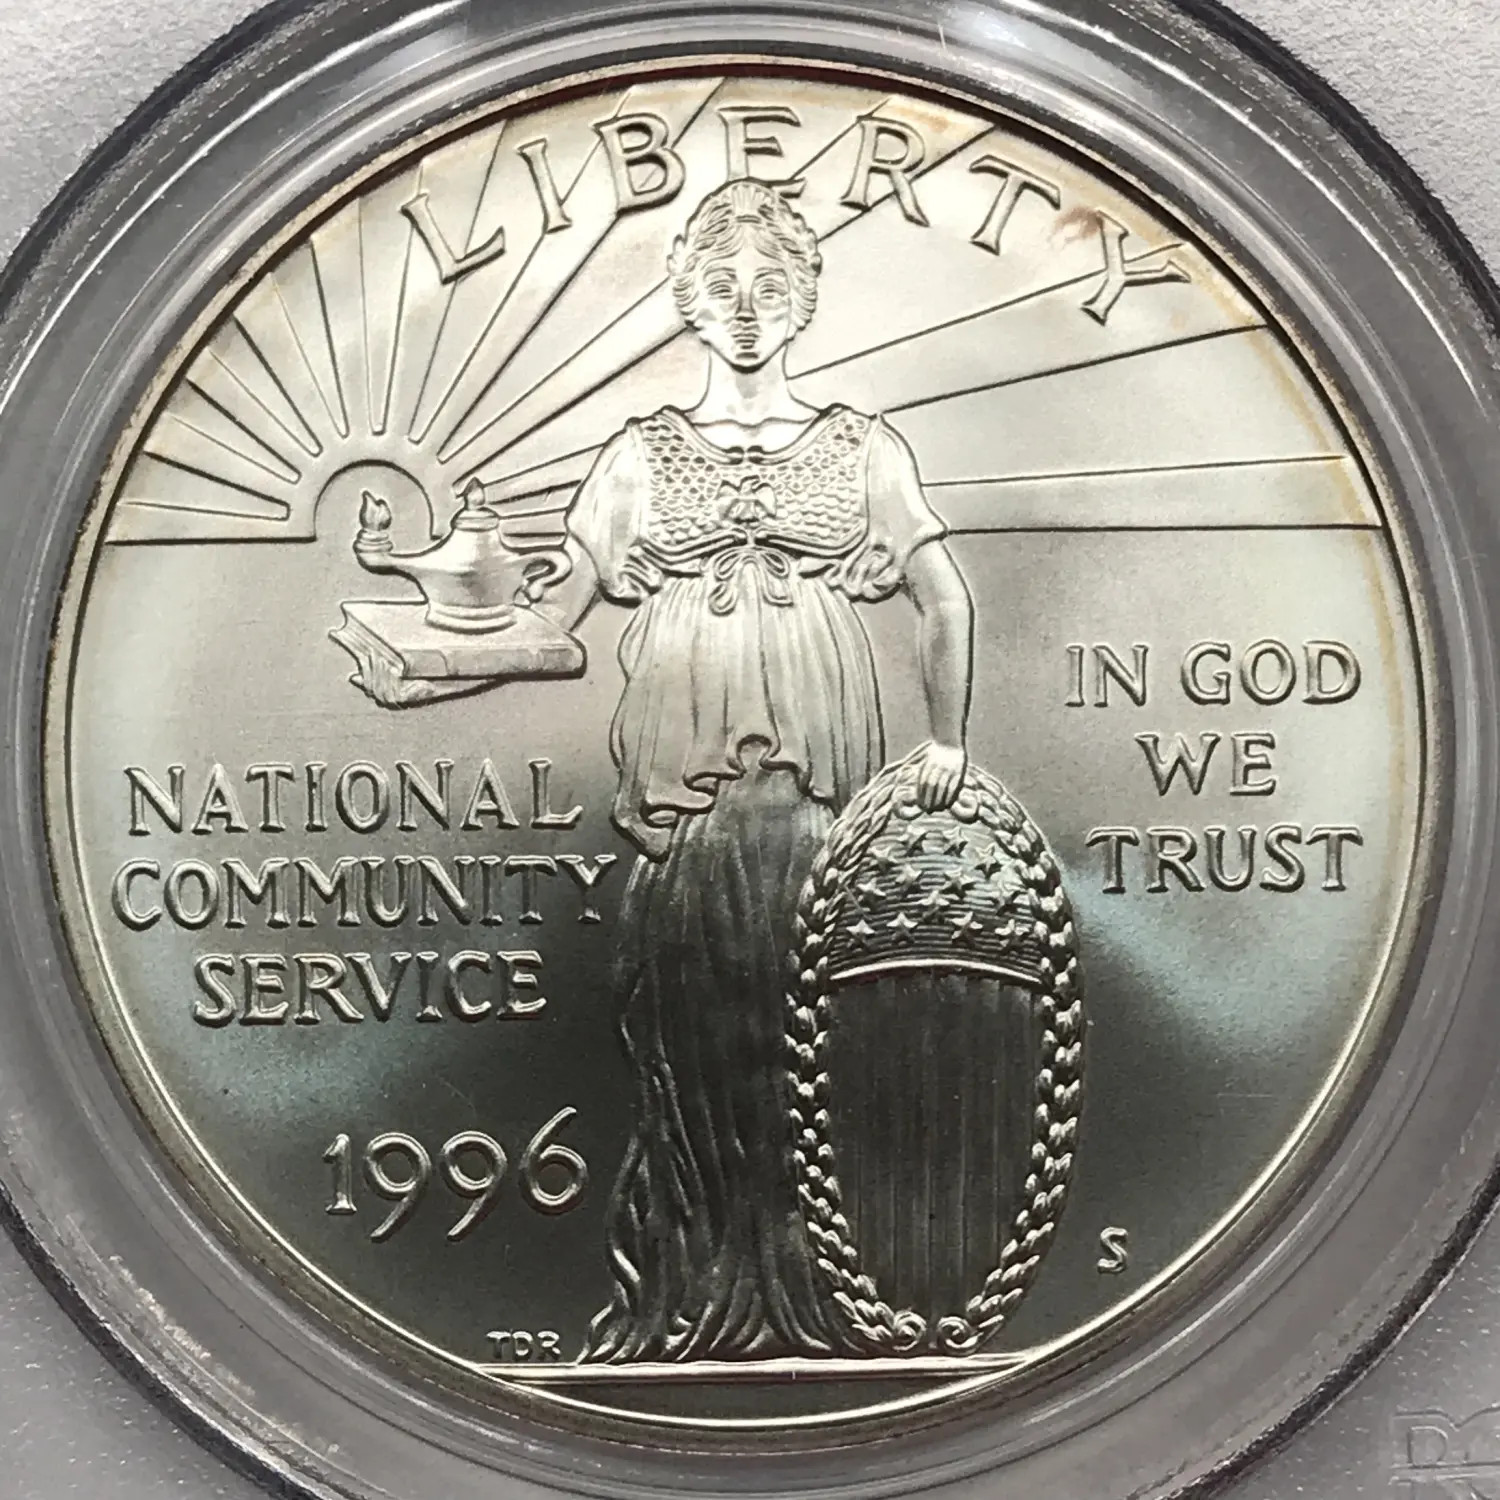 LIBERTY
IN GOD
WE
TRUST
NATIONAL
COMMUNITY
SERVICE
1996
S
TDR